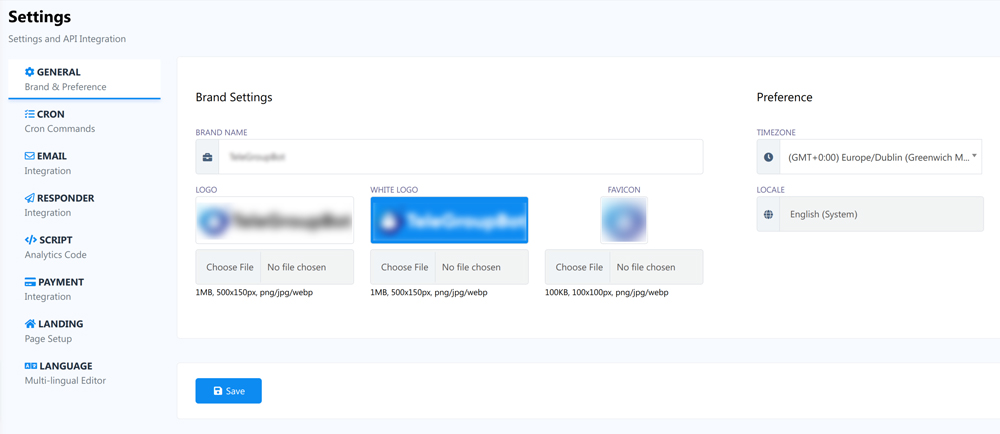 Settings
Settings and API Integration
GENERAL
Brand & Preference
CRON
Cron Commands
EMAIL
Integration
RESPONDER
Integration
SCRIPT
Analytics Code
PAYMENT
Integration
LANDING
Page Setup
LANGUAGE
Multi-lingual Editor
Brand Settings
BRAND NAME
TeleGroupBot
LOGO
WHITE LOGO
FAVICON
TeleGroupBot
TeleGroupBot
Choose File No file chosen
Choose File No file chosen
Choose File No file chosen
1MB, 500x150px, png/jpg/webp
1MB, 500x150px, png/jpg/webp
100KB, 100x100px, png/jpg/webp
Preference
TIMEZONE
(GMT+0:00) Europe/Dublin (Greenwich M...
LOCALE
English (System)
Save